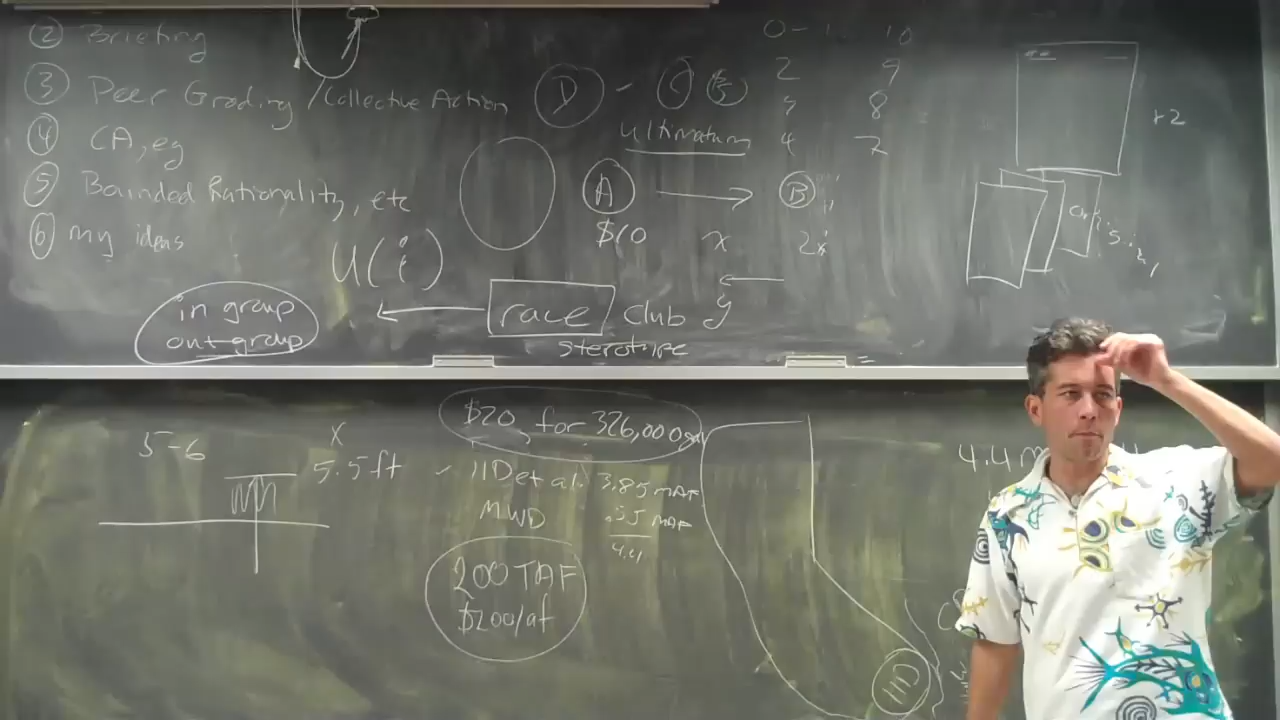 ② Briefing
③ Peer Grading / Collective Action
④ CA, eg
⑤ Bounded Rationality, etc
⑥ my ideas
U(i)
in group
out group
race club
sterotype
D - C
ultimatum
A B
$10 x
y
0 - 1 10
2 9
3 8
4 7
+2
5-6
x
5.5 ft
$20 for 326,000
IID et al. 3.85 MAF
MWD .55 MAF
4.4
200 TAF
$200/af
IID
4.4